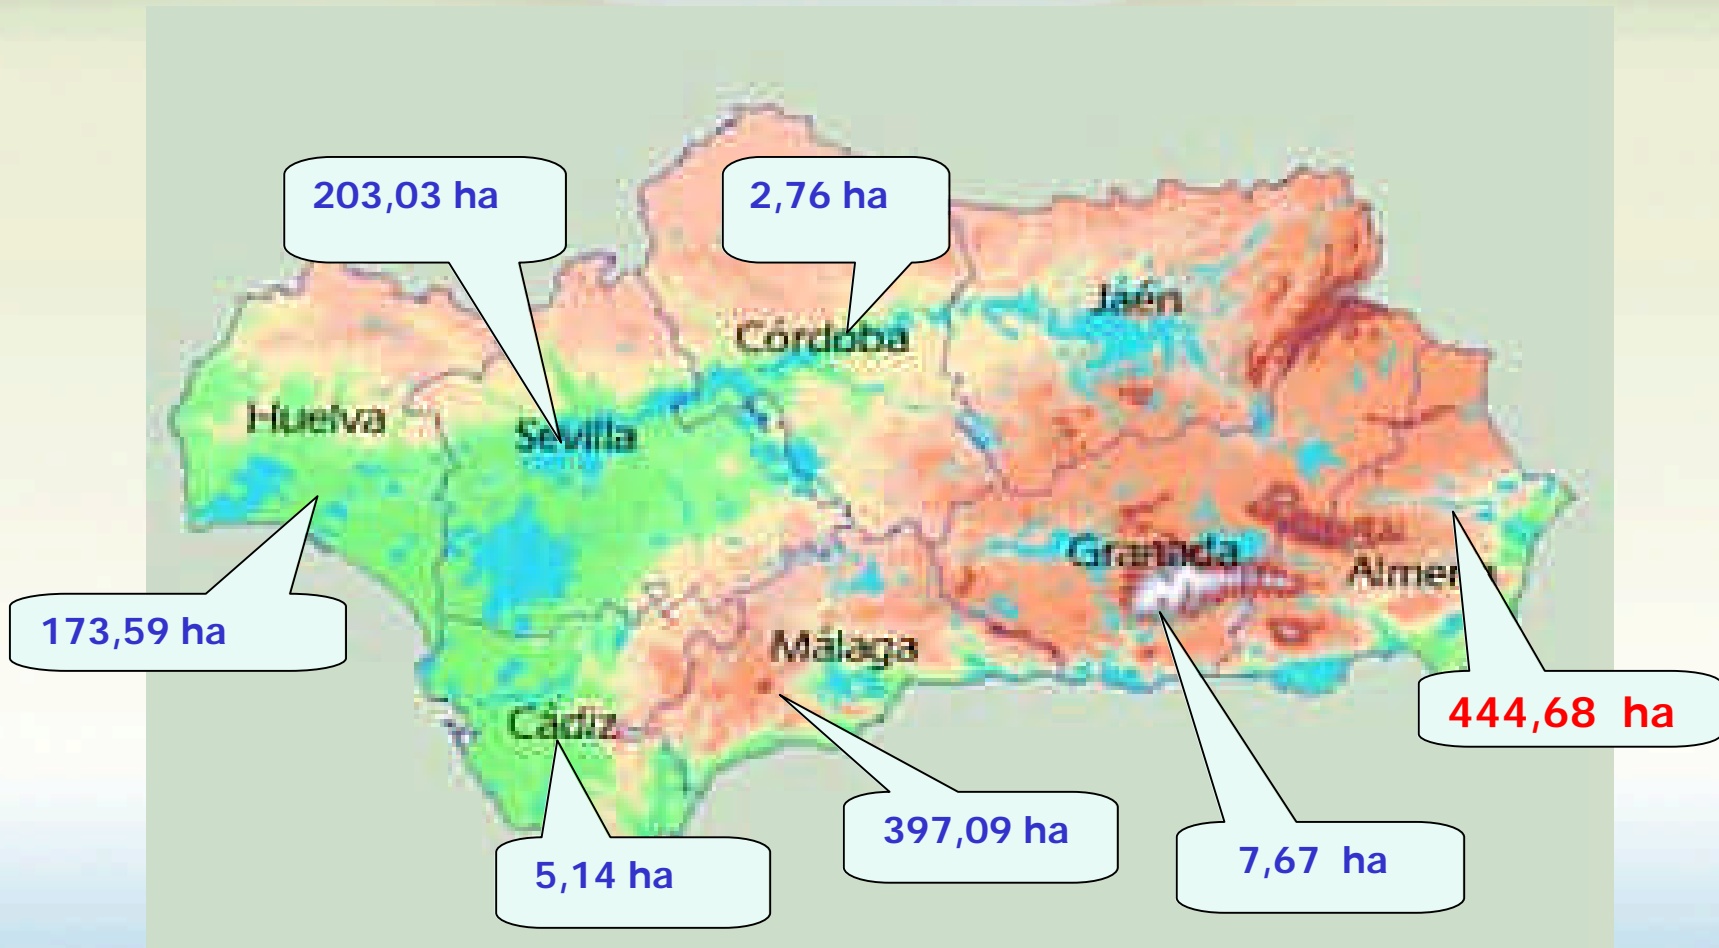 203,03 ha
2,76 ha
Jaén
Córdoba
Huelva
Sevilla
Granada
Almería
173,59 ha
Málaga
444,68 ha
Cádiz
397,09 ha
7,67 ha
5,14 ha